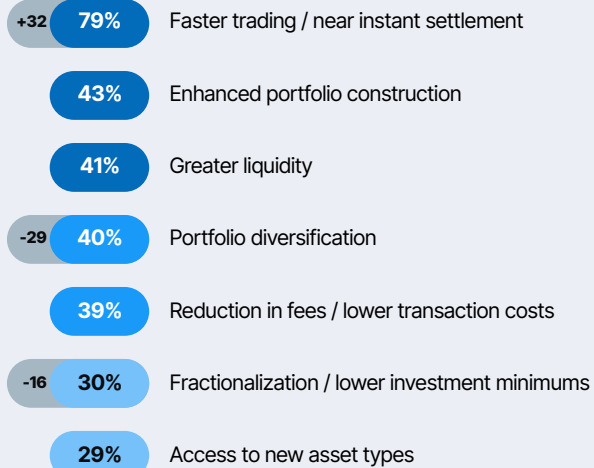 +32 79% Faster trading / near instant settlement
43% Enhanced portfolio construction
41% Greater liquidity
-29 40% Portfolio diversification
39% Reduction in fees / lower transaction costs
-16 30% Fractionalization / lower investment minimums
29% Access to new asset types